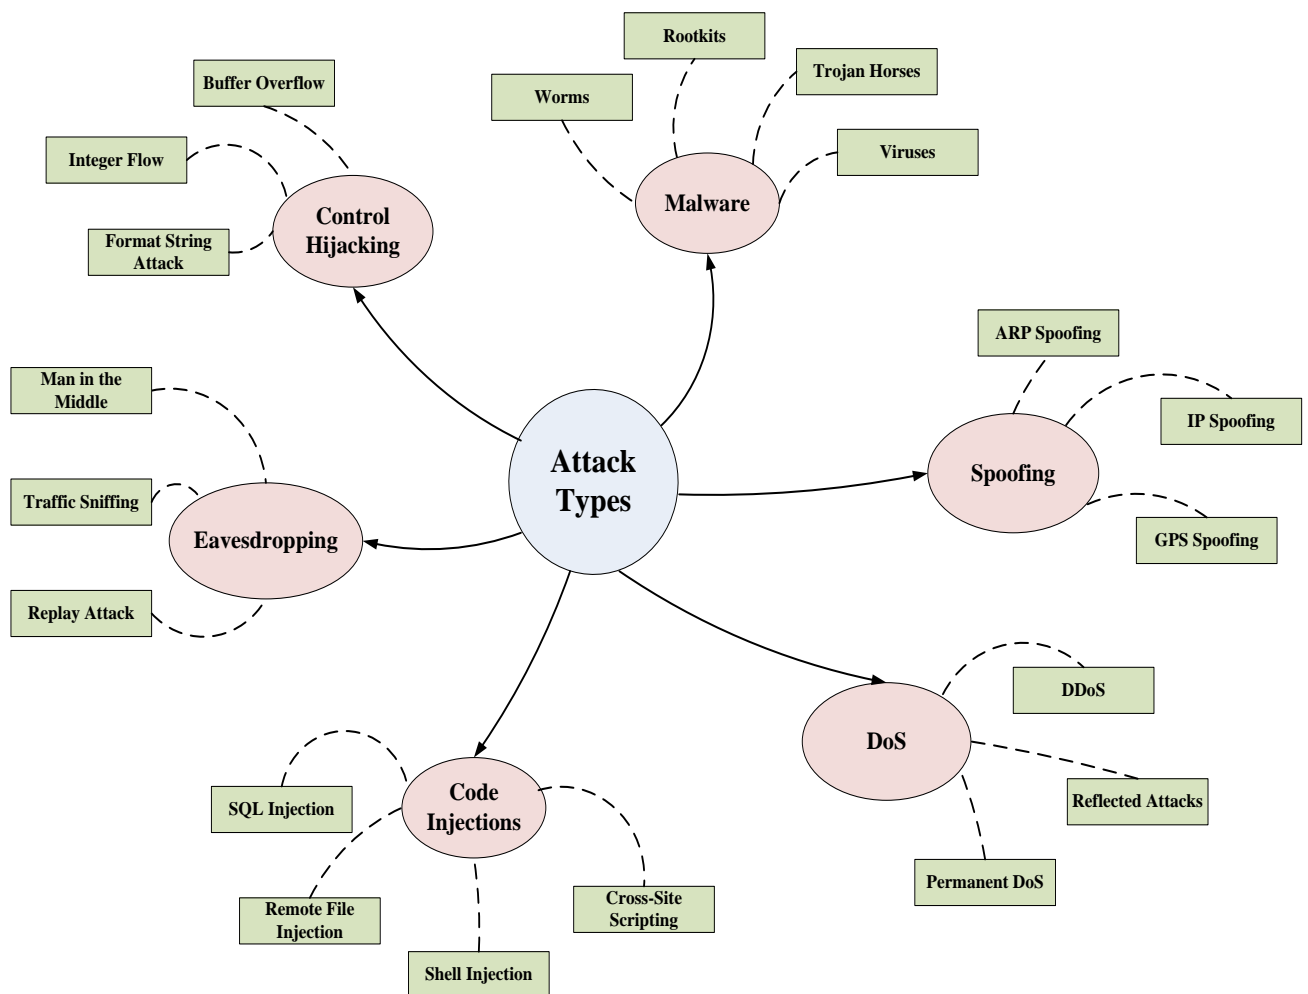 Rootkits
Trojan Horses
Buffer Overflow
Worms
Integer Flow
Viruses
Malware
Control
Hijacking
Format String
Attack
ARP Spoofing
Man in the
Middle
IP Spoofing
Attack
Types
Spoofing
Traffic Sniffing
Eavesdropping
GPS Spoofing
Replay Attack
DDoS
DoS
Code
Injections
SQL Injection
Reflected Attacks
Permanent DoS
Remote File
Injection
Cross-Site
Scripting
Shell Injection